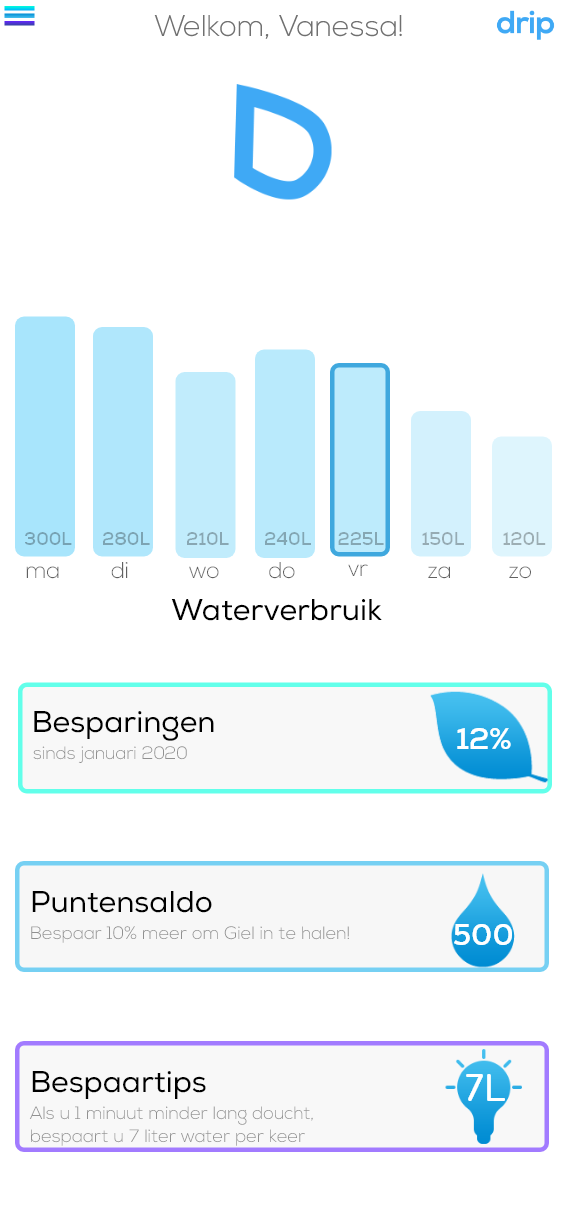 Welkom, Vanessa!
drip
300L 280L 210L 240L 225L 150L 120L
ma di wo do vr za zo
Waterverbruik
Besparingen
sinds januari 2020
12%
Puntensaldo
Bespaar 10% meer om Giel in te halen!
500
Bespaartips
Als u 1 minuut minder lang doucht,
bespaart u 7 liter water per keer
7L